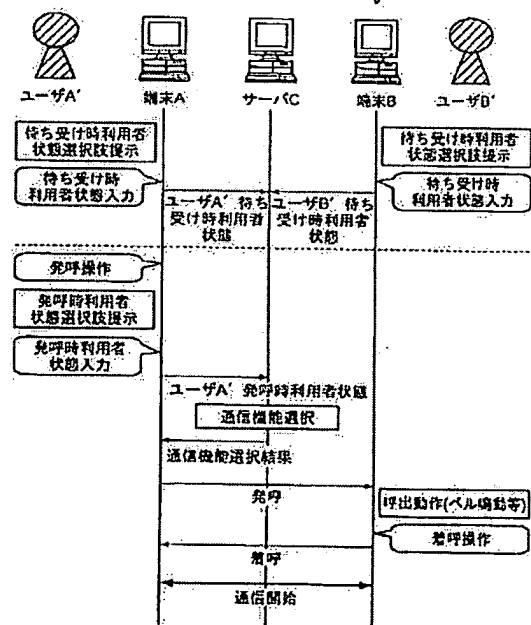 ユーザA′
端末A
サーバC
端末B
ユーザB′
待ち受け時利用者
状態選択肢提示
待ち受け時利用者
状態選択肢提示
待ち受け時
利用者状態入力
待ち受け時
利用者状態入力
ユーザA′ 待ち
受け時利用者
状態
ユーザB′ 待ち
受け時利用者
状態
発呼操作
発呼時利用者
状態選択肢提示
発呼時利用者
状態入力
ユーザA′ 発呼時利用者状態
通信機能選択
通信機能選択結果
発呼
呼出動作(ベル鳴動等)
着呼操作
着呼
通信開始